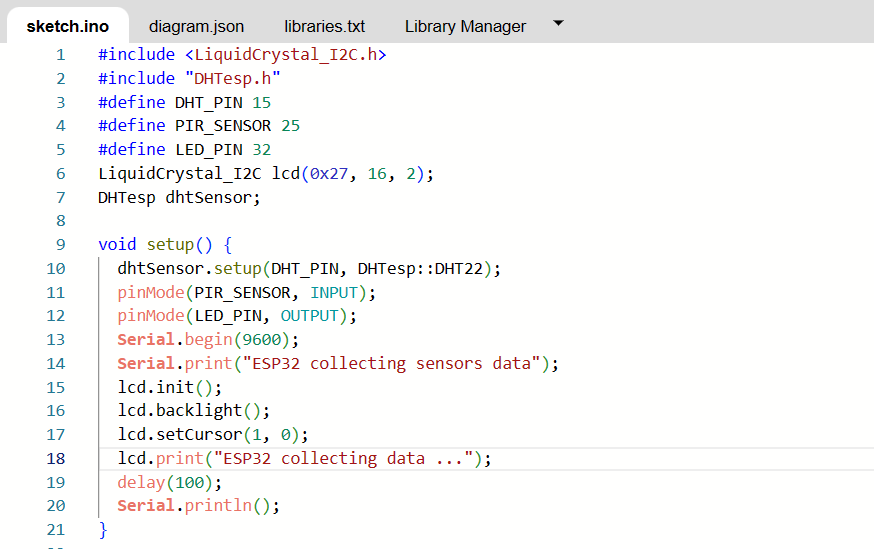 sketch.ino diagram.json libraries.txt Library Manager
1 #include <LiquidCrystal_I2C.h>
2 #include "DHTesp.h"
3 #define DHT_PIN 15
4 #define PIR_SENSOR 25
5 #define LED_PIN 32
6 LiquidCrystal_I2C lcd(0x27, 16, 2);
7 DHTesp dhtSensor;
8
9 void setup() {
10 dhtSensor.setup(DHT_PIN, DHTesp::DHT22);
11 pinMode(PIR_SENSOR, INPUT);
12 pinMode(LED_PIN, OUTPUT);
13 Serial.begin(9600);
14 Serial.print("ESP32 collecting sensors data");
15 lcd.init();
16 lcd.backlight();
17 lcd.setCursor(1, 0);
18 lcd.print("ESP32 collecting data ...");
19 delay(100);
20 Serial.println();
21 }